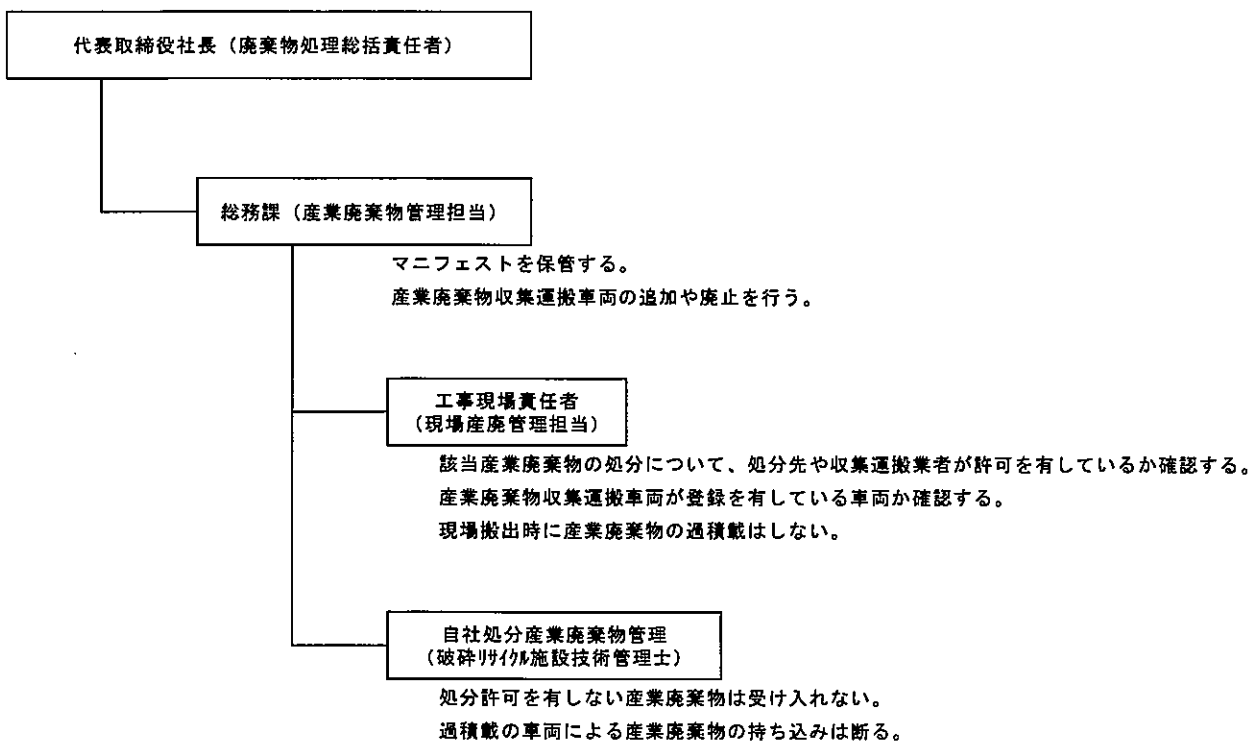 代表取締役社長（廃棄物処理総括責任者）
総務課（産業廃棄物管理担当）
マニフェストを保管する。
産業廃棄物収集運搬車両の追加や廃止を行う。
工事現場責任者
（現場産廃管理担当）
該当産業廃棄物の処分について、処分先や収集運搬業者が許可を有しているか確認する。
産業廃棄物収集運搬車両が登録を有している車両か確認する。
現場搬出時に産業廃棄物の過積載はしない。
自社処分産業廃棄物管理
（破砕ﾘｻｲｸﾙ施設技術管理士）
処分許可を有しない産業廃棄物は受け入れない。
過積載の車両による産業廃棄物の持ち込みは断る。